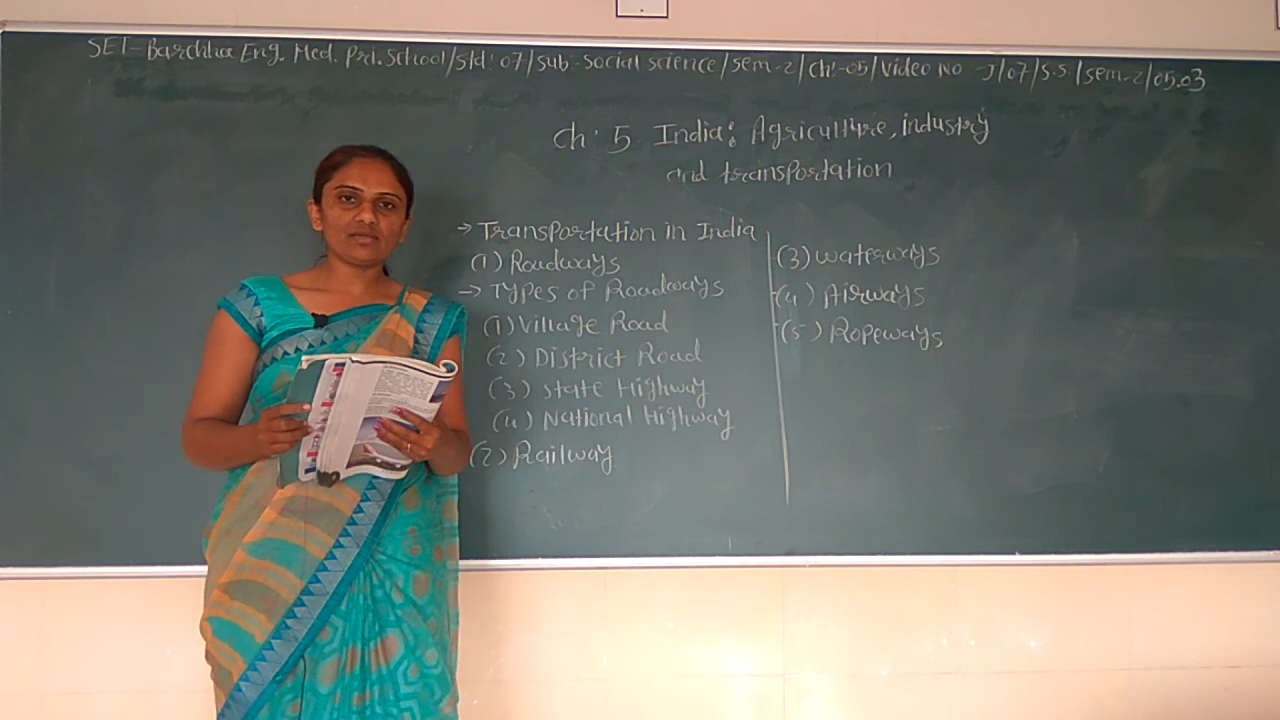 SET-Barchha Eng. Med. Pri. School/Std: 07/Sub-Social science/sem-2/Ch:-05/Video No -J/07/S.S./sem-2/05.03
Ch: 5. India: Agriculture, industry
and transportation
→ Transportation in India
(1) Roadways
→ Types of Roadways
(1) Village Road
(2) District Road
(3) State Highway
(4) National Highway
(2) Railway
(3) Waterways
(4) Airways
(5) Ropeways